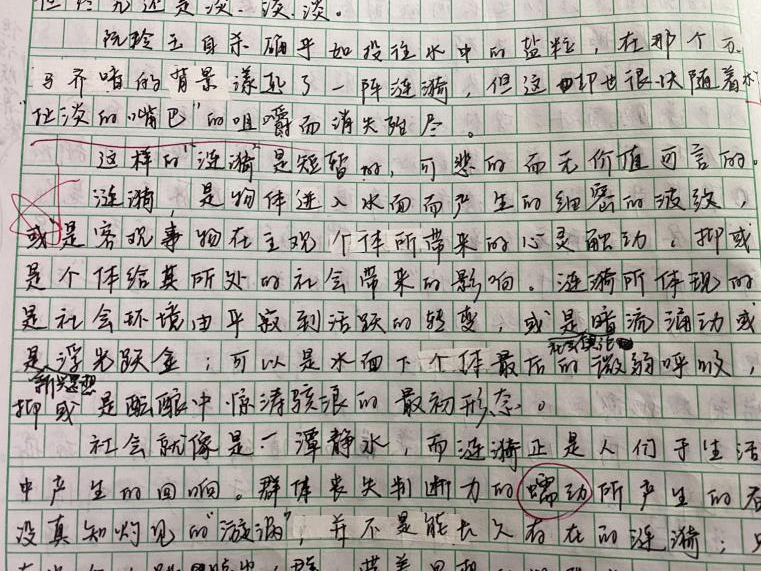 淡、淡、淡。
阮玲玉自杀确乎如投在水中的盐粒，在那个万
马齐喑的背景漾起了一阵涟漪，但这却也很快随着水
"扯淡的嘴巴"的咀嚼而消失殆尽。
这样的"涟漪"是短暂的，可悲的而无价值可言的。
涟漪，是物体进入水面而产生的细密的波纹，
或是客观事物在主观个体所带来的心灵触动，抑或
是个体给其所处的社会带来的影响。涟漪所体现的
是社会环境由平寂到活跃的转变，或是暗流涌动或
是浮光跃金；可以是水面下个体最后的微弱呼吸，
新思想
抑或是酝酿中惊涛骇浪的最初形态。
社会就像是一潭静水，而涟漪正是人们于生活
中产生的回响。群体丧失判断力的蠕动所产生的
没真知灼见的"漩涡"，并不是能长久存在的涟漪；